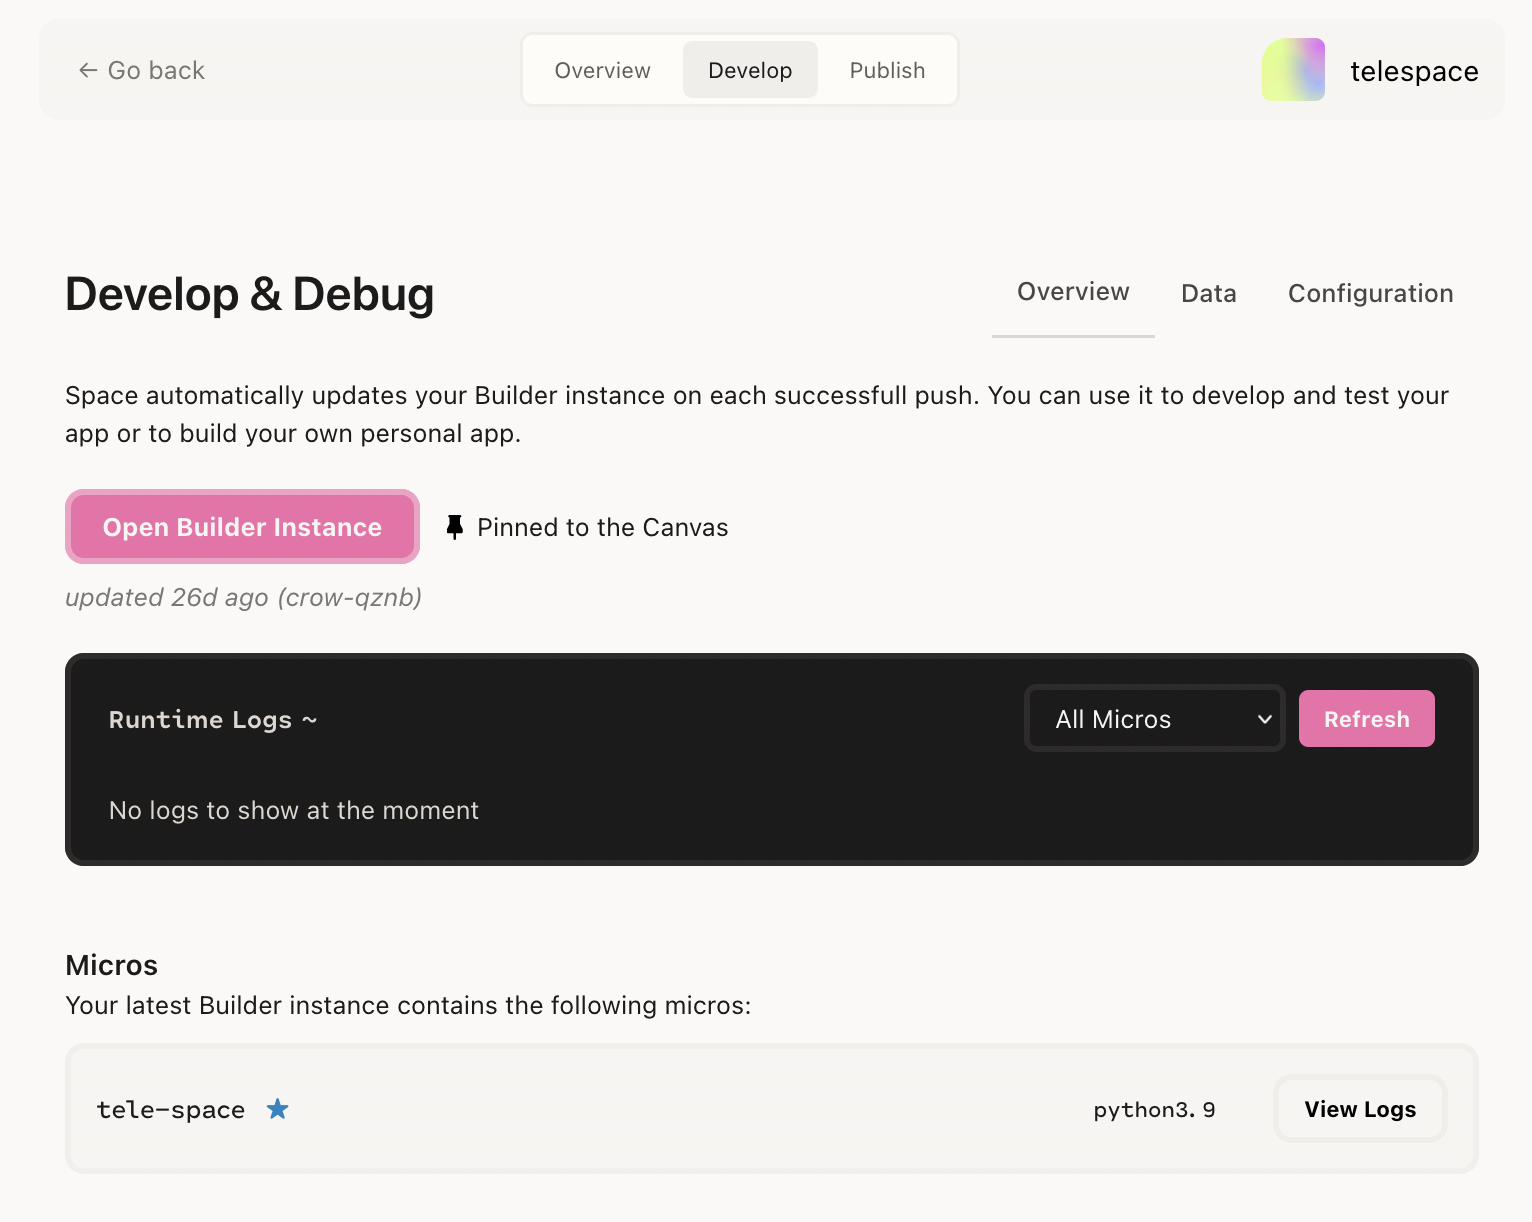 ← Go back
Overview
Develop
Publish
telespace
Develop & Debug
Overview
Data
Configuration
Space automatically updates your Builder instance on each successfull push. You can use it to develop and test your
app or to build your own personal app.
Open Builder Instance
Pinned to the Canvas
updated 26d ago (crow-qznb)
Runtime Logs ~
All Micros
Refresh
No logs to show at the moment
Micros
Your latest Builder instance contains the following micros:
tele-space
python3.9
View Logs